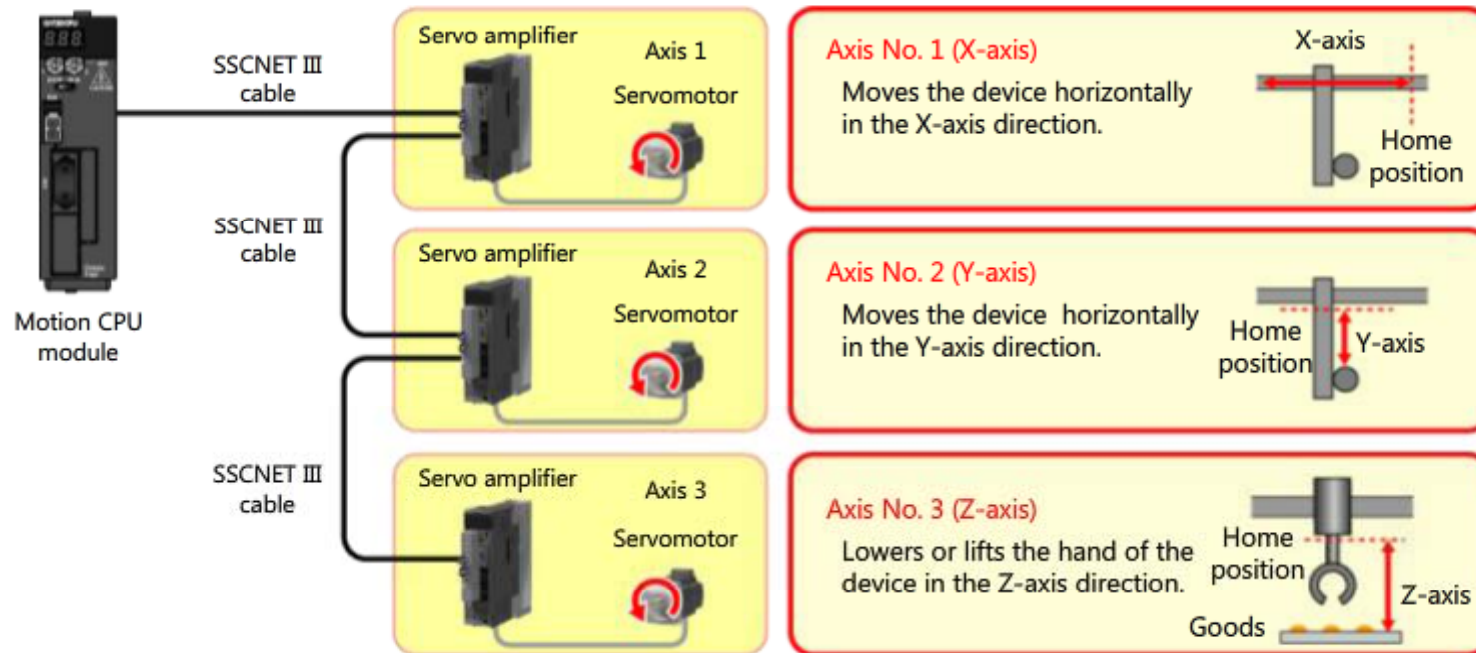 SSCNET III
cable
Servo amplifier
Axis 1
Servomotor
Axis No. 1 (X-axis)
Moves the device horizontally
in the X-axis direction.
X-axis
Home
position
Motion CPU
module
SSCNET III
cable
Servo amplifier
Axis 2
Servomotor
Axis No. 2 (Y-axis)
Moves the device horizontally
in the Y-axis direction.
Home
position
Y-axis
SSCNET III
cable
Servo amplifier
Axis 3
Servomotor
Axis No. 3 (Z-axis)
Lowers or lifts the hand of the
device in the Z-axis direction.
Home
position
Z-axis
Goods